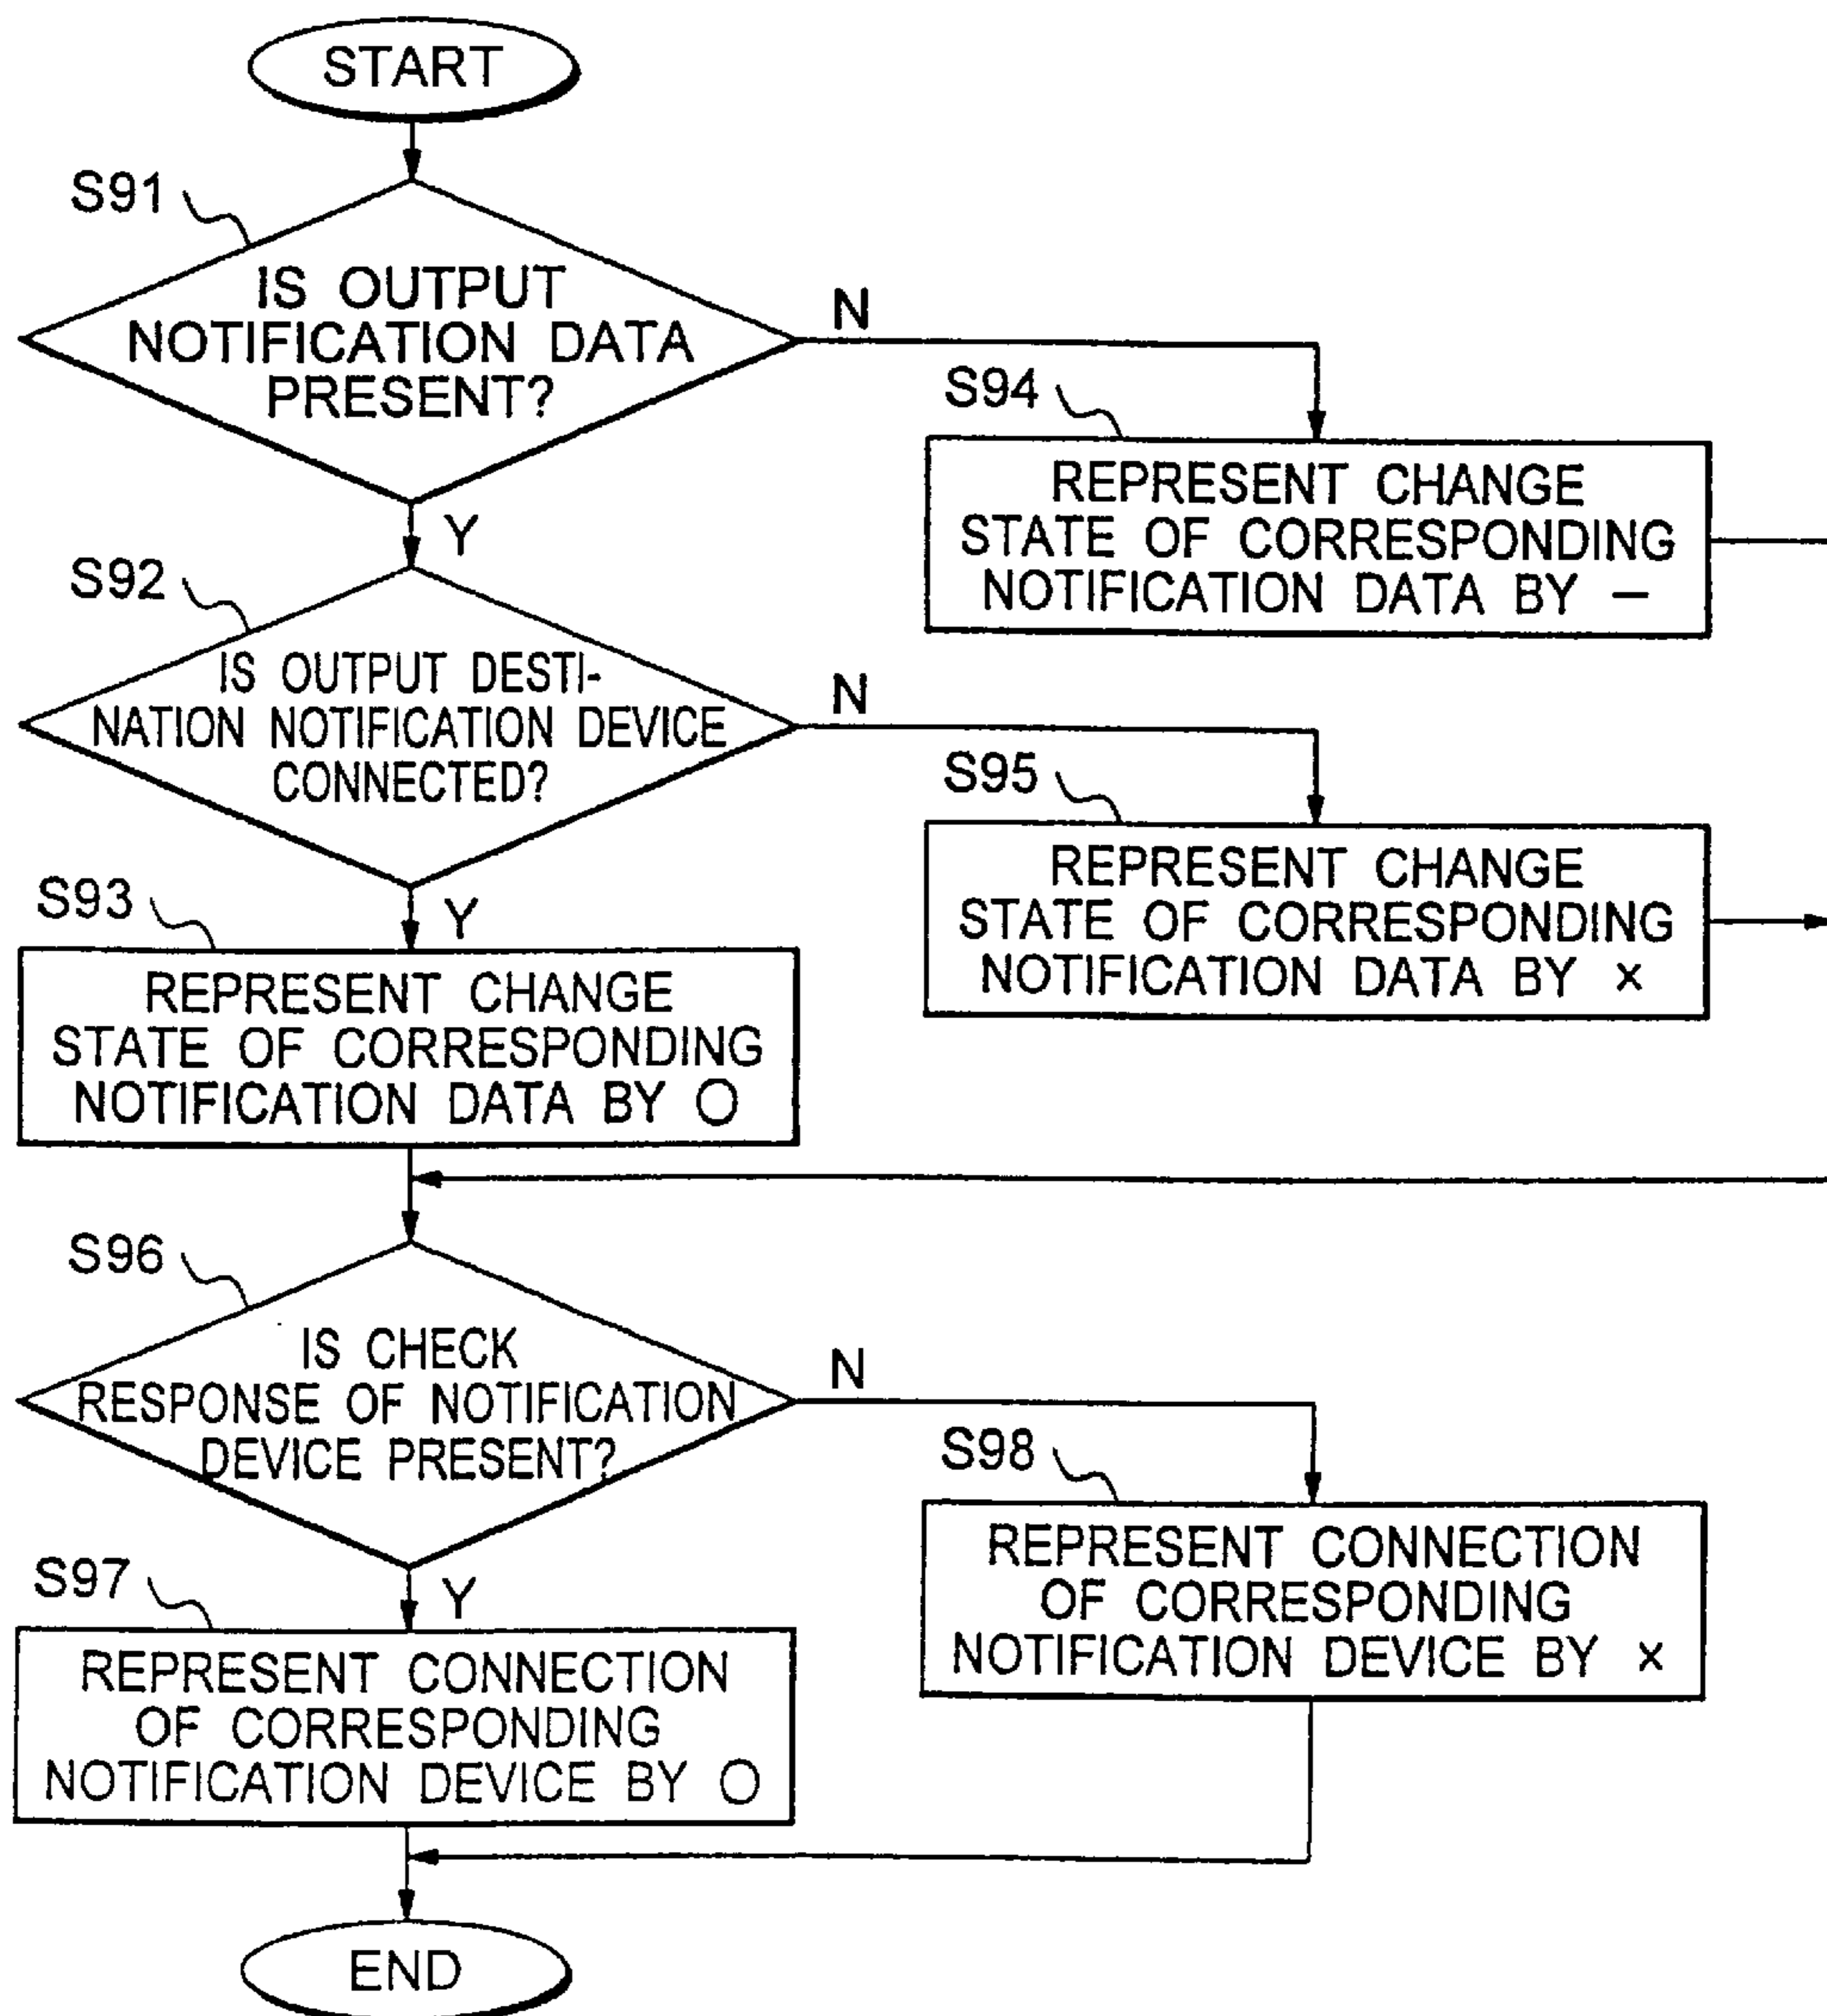 START
S91
IS OUTPUT
NOTIFICATION DATA
PRESENT?
N
Y
S94
REPRESENT CHANGE
STATE OF CORRESPONDING
NOTIFICATION DATA BY —
S92
IS OUTPUT DESTI-
NATION NOTIFICATION DEVICE
CONNECTED?
N
Y
S95
REPRESENT CHANGE
STATE OF CORRESPONDING
NOTIFICATION DATA BY ×
S93
REPRESENT CHANGE
STATE OF CORRESPONDING
NOTIFICATION DATA BY ○
S96
IS CHECK
RESPONSE OF NOTIFICATION
DEVICE PRESENT?
N
Y
S98
REPRESENT CONNECTION
OF CORRESPONDING
NOTIFICATION DEVICE BY ×
S97
REPRESENT CONNECTION
OF CORRESPONDING
NOTIFICATION DEVICE BY ○
END